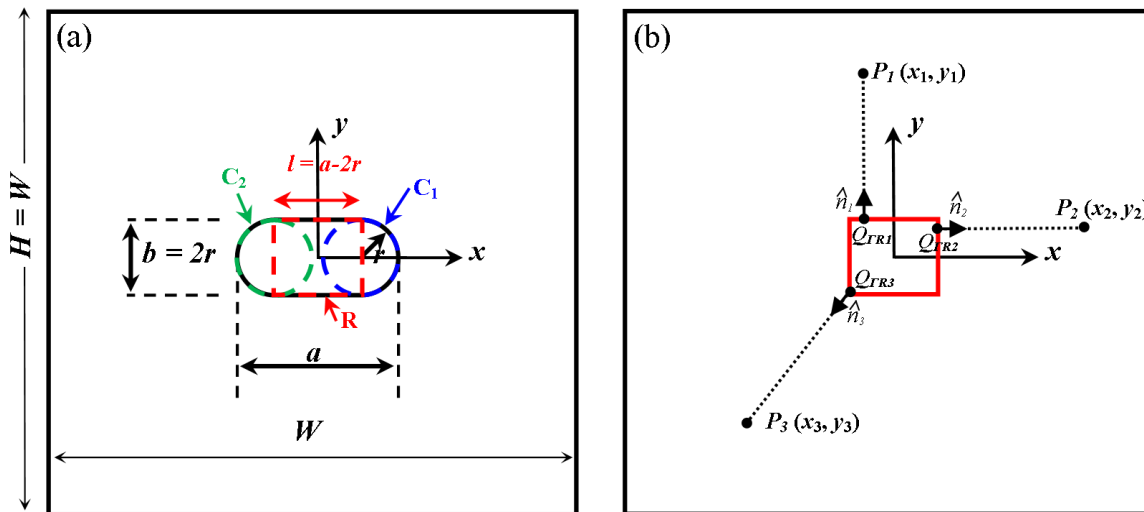 (a)
y
l = a-2r
C2
C1
H = W
b = 2r
r
x
R
a
W
(b)
P1 (x1, y1)
y
n̂1
n̂2
P2 (x2, y2)
QΓR1
QΓR2
x
QΓR3
n̂3
P3 (x3, y3)